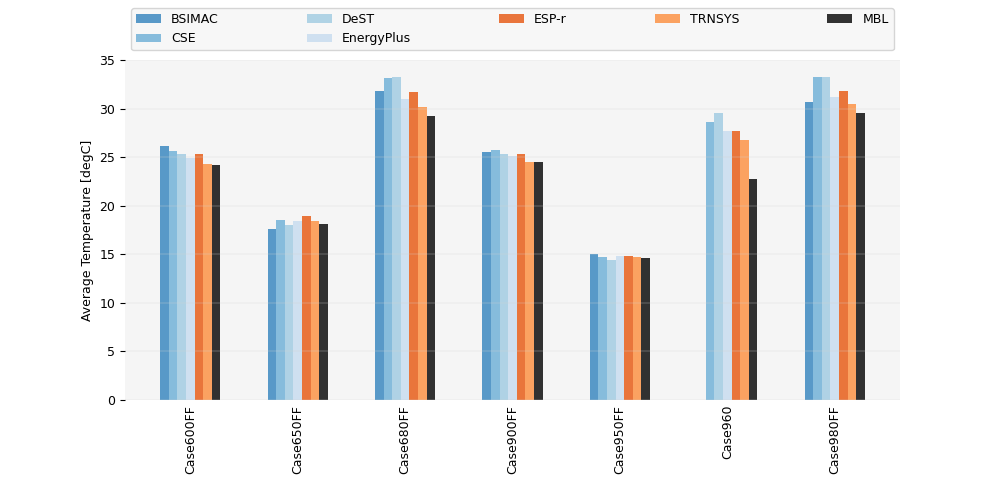 BSIMAC DeST ESP-r TRNSYS MBL
CSE EnergyPlus
Average Temperature [degC]
35
30
25
20
15
10
5
0
Case600FF
Case650FF
Case680FF
Case900FF
Case950FF
Case960
Case980FF